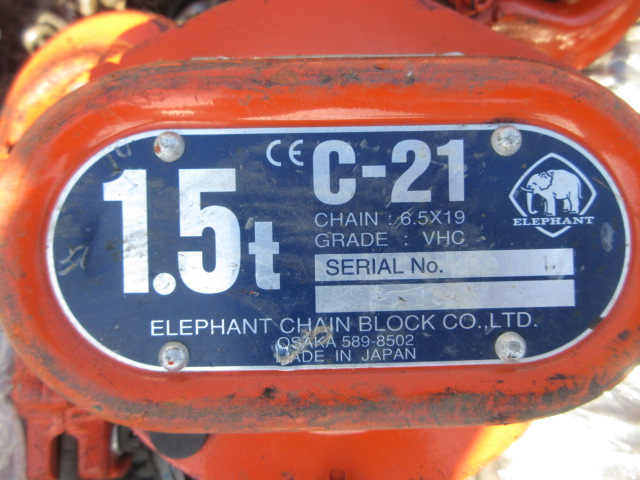 CE C-21
1.5t
CHAIN : 6.5X19
GRADE : VHC
ELEPHANT
SERIAL No.
ELEPHANT CHAIN BLOCK CO.,LTD.
OSAKA 589-8502
MADE IN JAPAN